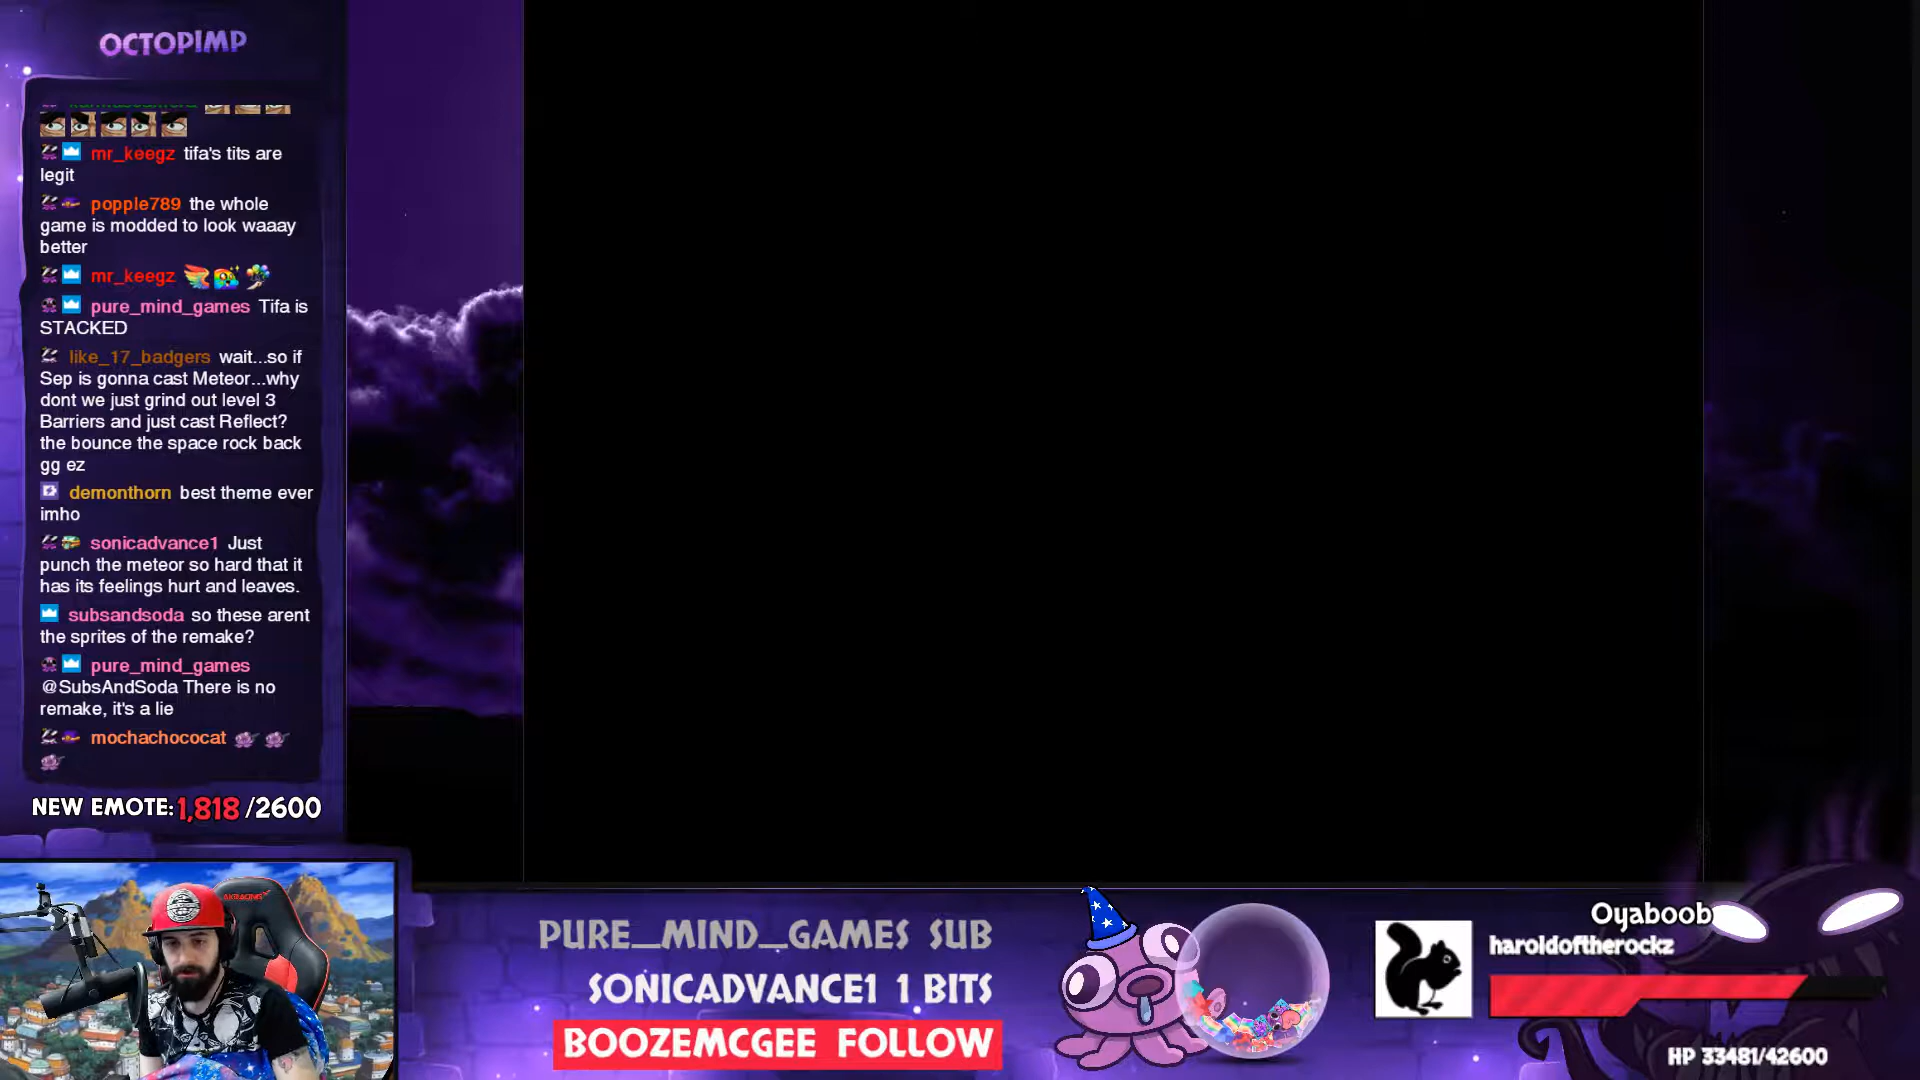 OCTOPIMP
mr_keegz tifa's tits are
legit
popple789 the whole
game is modded to look waaay
better
mr_keegz
pure_mind_games Tifa is
STACKED
like_17_badgers wait...so if
Sep is gonna cast Meteor...why
dont we just grind out level 3
Barriers and just cast Reflect?
the bounce the space rock back
gg ez
demonthorn best theme ever
imho
sonicadvance1 Just
punch the meteor so hard that it
has its feelings hurt and leaves.
subsandsoda so these arent
the sprites of the remake?
pure_mind_games
@SubsAndSoda There is no
remake, it's a lie
mochachococat
NEW EMOTE: 1,818 /2600
AKRACING
PURE_MIND_GAMES SUB
SONICADVANCE1 1 BITS
BOOZEMCGEE FOLLOW
Oyaboob
haroldoftherockz
HP 33481/42600